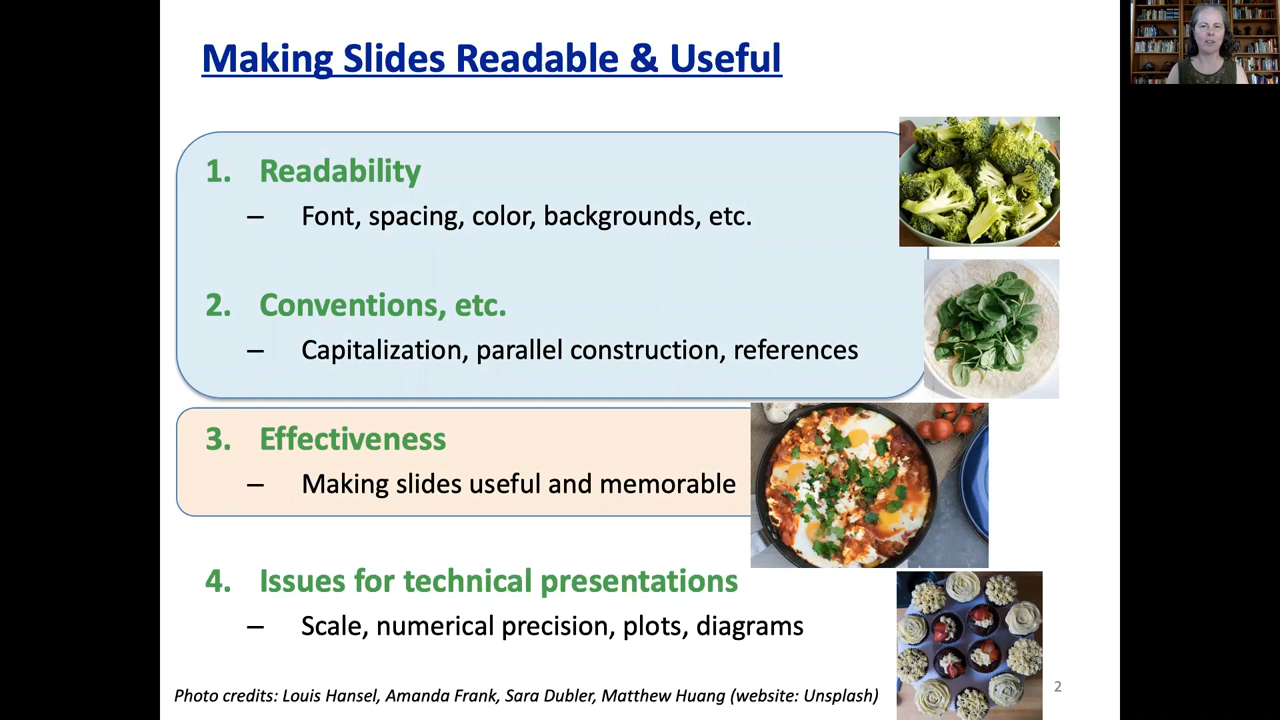 Making Slides Readable & Useful
1. Readability
– Font, spacing, color, backgrounds, etc.
2. Conventions, etc.
– Capitalization, parallel construction, references
3. Effectiveness
– Making slides useful and memorable
4. Issues for technical presentations
– Scale, numerical precision, plots, diagrams
Photo credits: Louis Hansel, Amanda Frank, Sara Dubler, Matthew Huang (website: Unsplash)
2